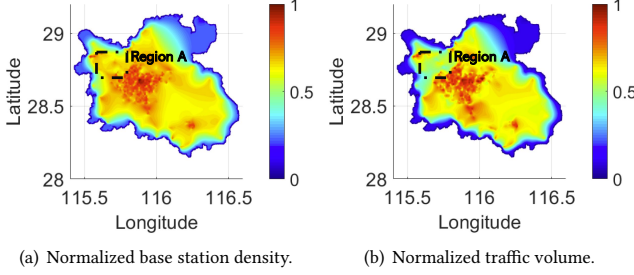 29
28.5
28
Latitude
Region A
115.5 116 116.5
Longitude
1
0.5
0
(a) Normalized base station density.
29
28.5
28
Latitude
Region A
115.5 116 116.5
Longitude
1
0.5
0
(b) Normalized traffic volume.